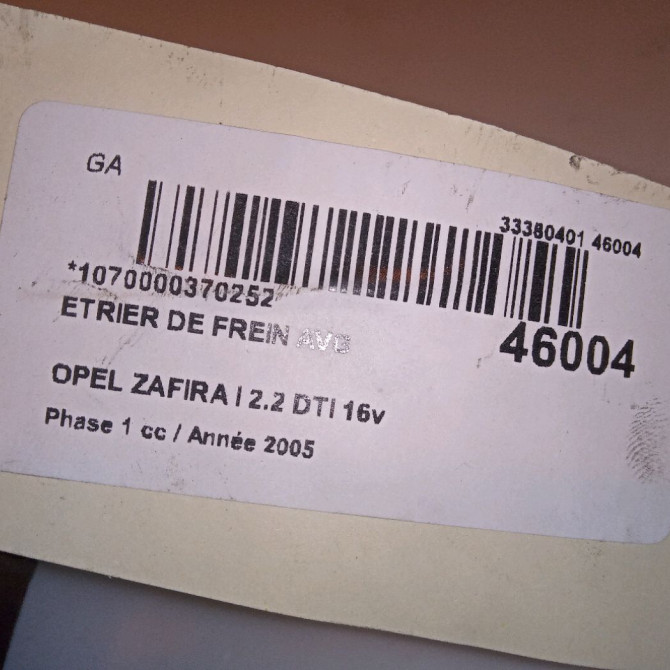 GA
33380401 46004
*1070000370252
ETRIER DE FREIN AVG
46004
OPEL ZAFIRA I 2.2 DTI 16v
Phase 1 cc / Année 2005